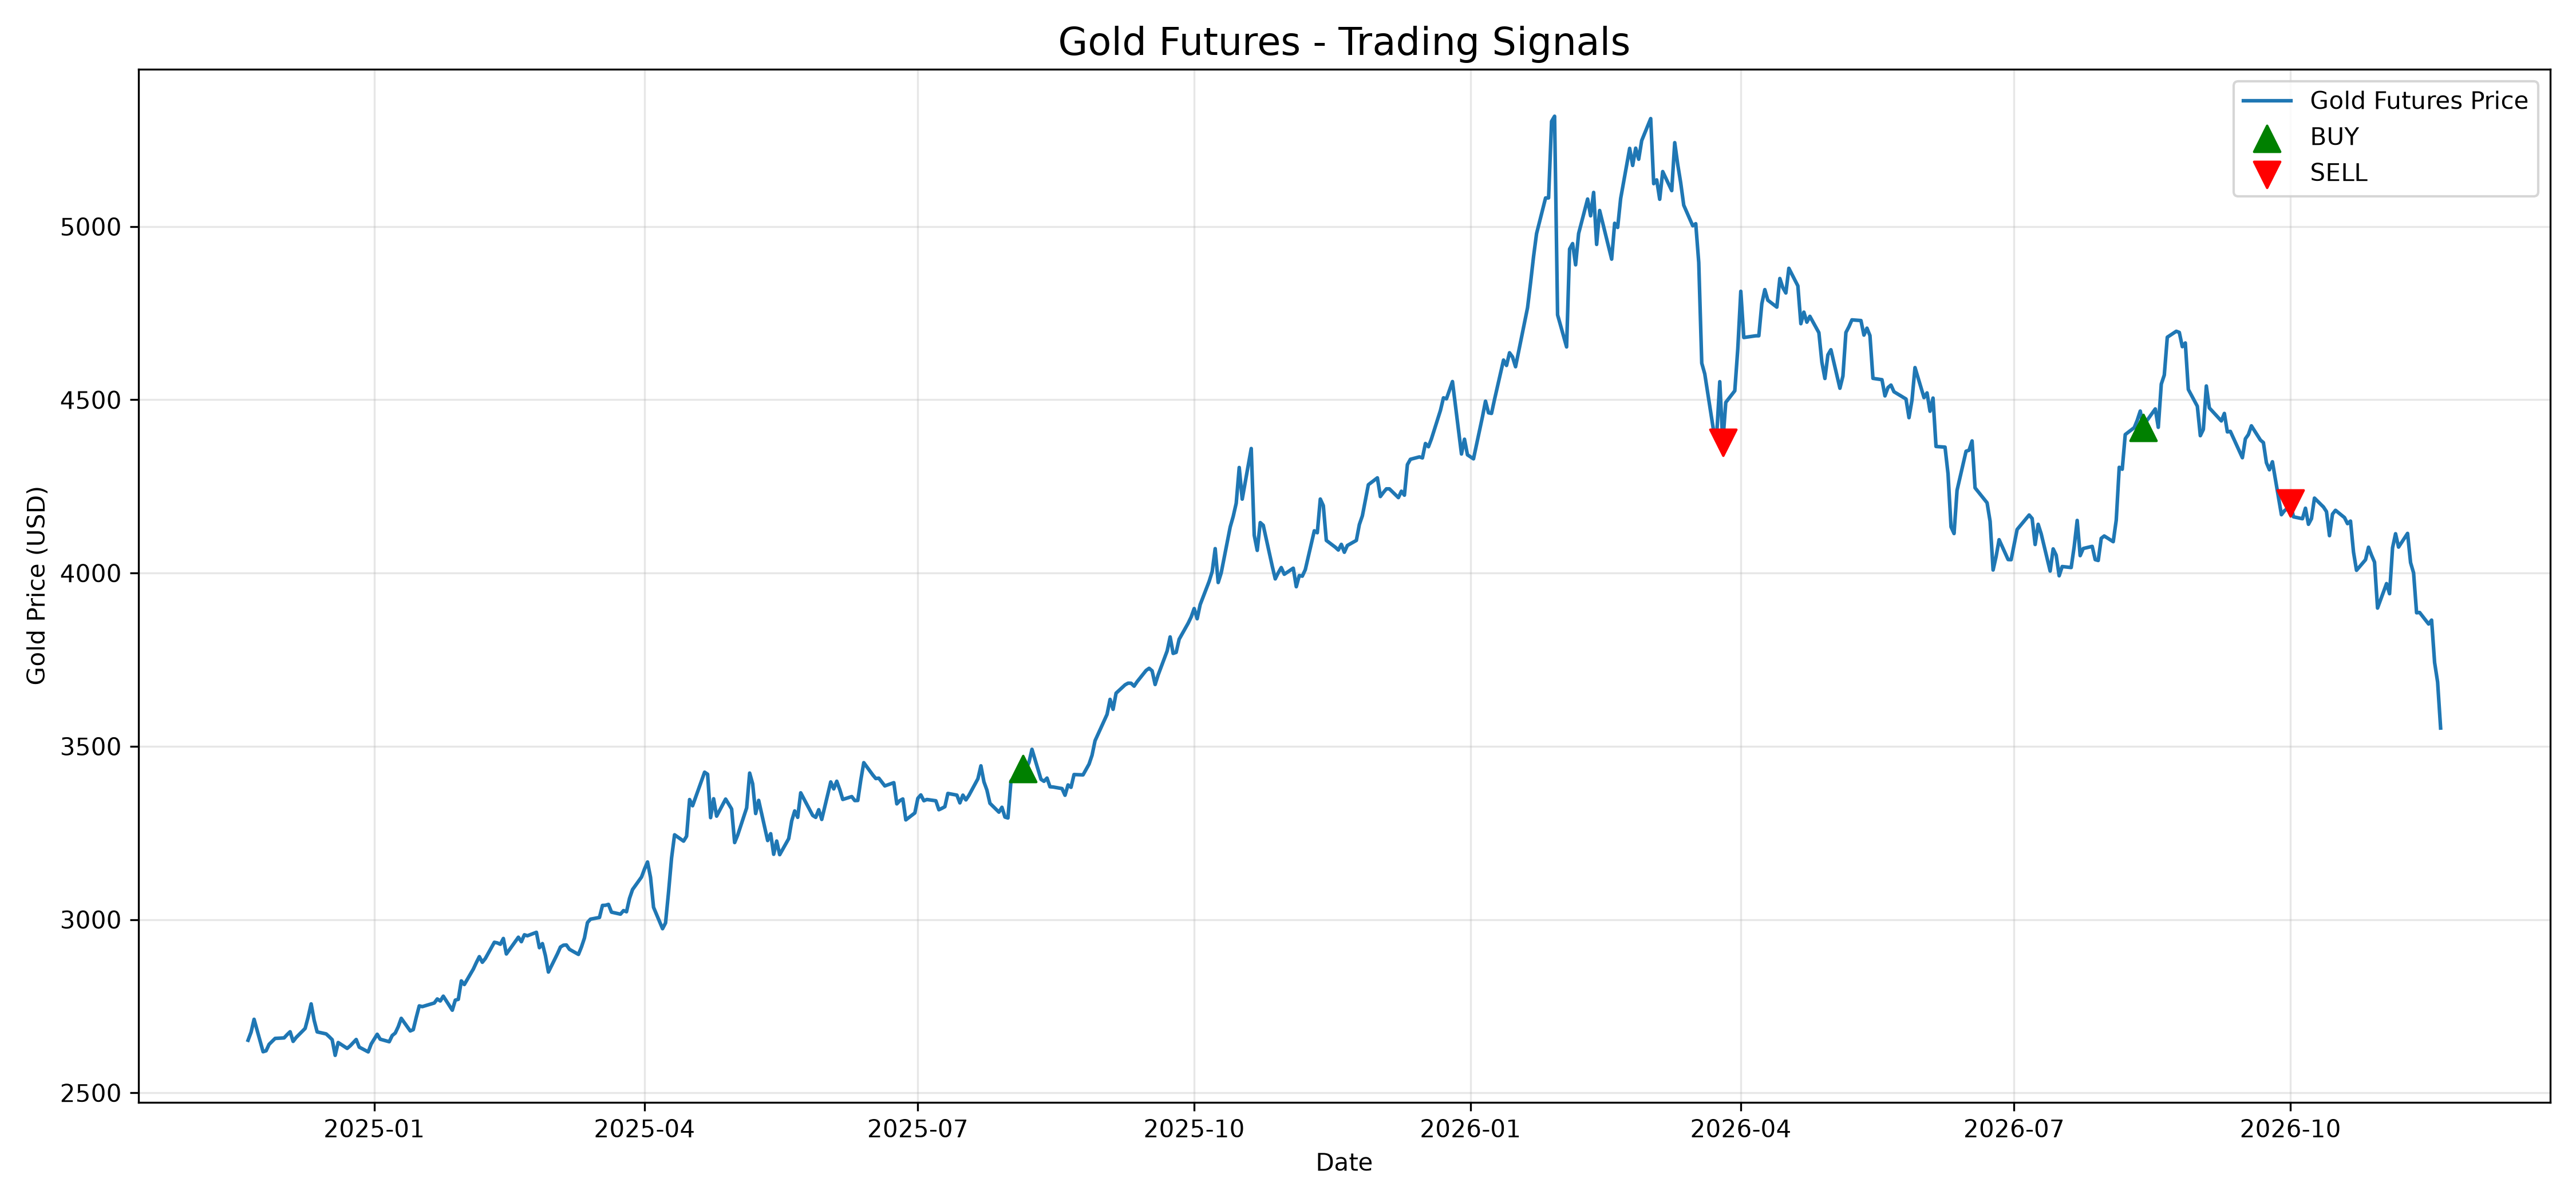 Gold Futures - Trading Signals
Gold Futures Price
BUY
SELL
Gold Price (USD)
5000
4500
4000
3500
3000
2500
2025-01
2025-04
2025-07
2025-10
2026-01
2026-04
2026-07
2026-10
Date